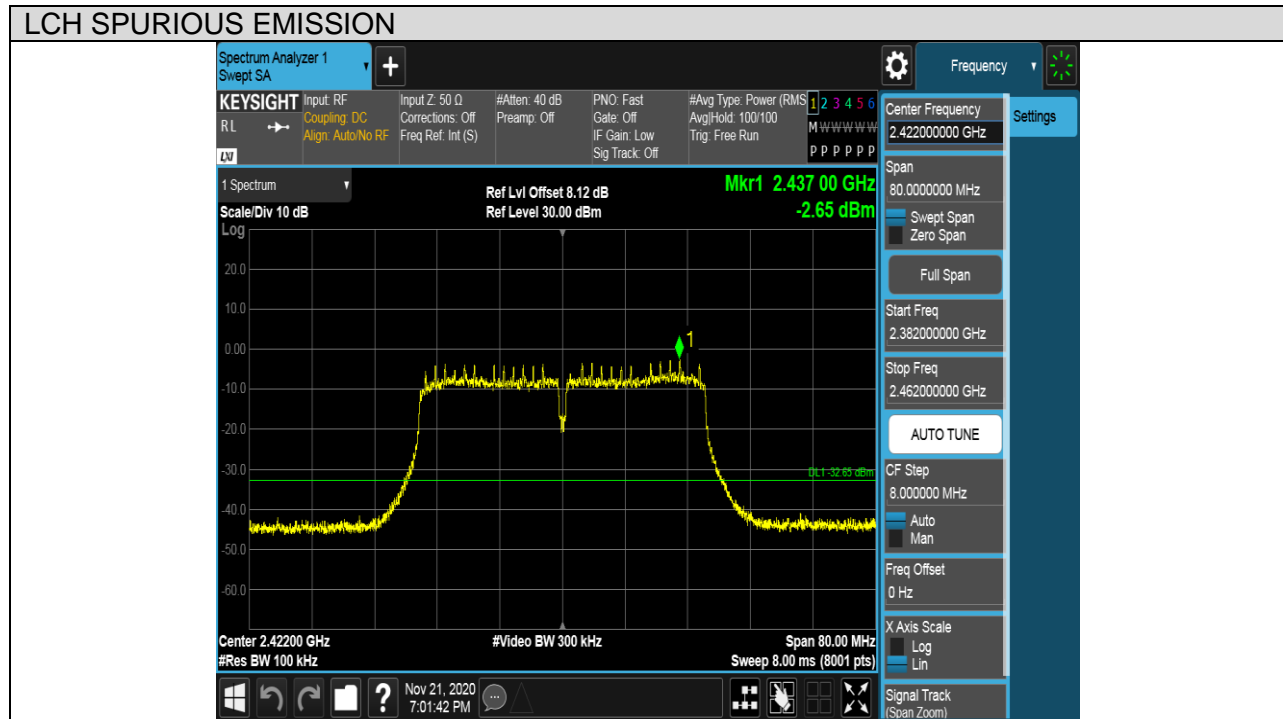 LCH SPURIOUS EMISSION
Spectrum Analyzer 1
Swept SA
+
Frequency
KEYSIGHT
RL
LXI
Input: RF
Coupling: DC
Align: Auto/No RF
Input Z: 50 Ω
Corrections: Off
Freq Ref: Int (S)
#Atten: 40 dB
Preamp: Off
PNO: Fast
Gate: Off
IF Gain: Low
Sig Track: Off
#Avg Type: Power (RMS
Avg|Hold: 100/100
Trig: Free Run
1 2 3 4 5 6
M W W W W W
P P P P P P
1 Spectrum
Scale/Div 10 dB
Ref Lvl Offset 8.12 dB
Ref Level 30.00 dBm
Mkr1 2.437 00 GHz
-2.65 dBm
Log
20.0
10.0
0.00
-10.0
-20.0
-30.0
-40.0
-50.0
-60.0
1
DL1 -32.65 dBm
Center 2.42200 GHz
#Video BW 300 kHz
Span 80.00 MHz
#Res BW 100 kHz
Sweep 8.00 ms (8001 pts)
Center Frequency
2.422000000 GHz
Settings
Span
80.0000000 MHz
Swept Span
Zero Span
Full Span
Start Freq
2.382000000 GHz
Stop Freq
2.462000000 GHz
AUTO TUNE
CF Step
8.000000 MHz
Auto
Man
Freq Offset
0 Hz
X Axis Scale
Log
Lin
Signal Track
(Span Zoom)
?
Nov 21, 2020
7:01:42 PM